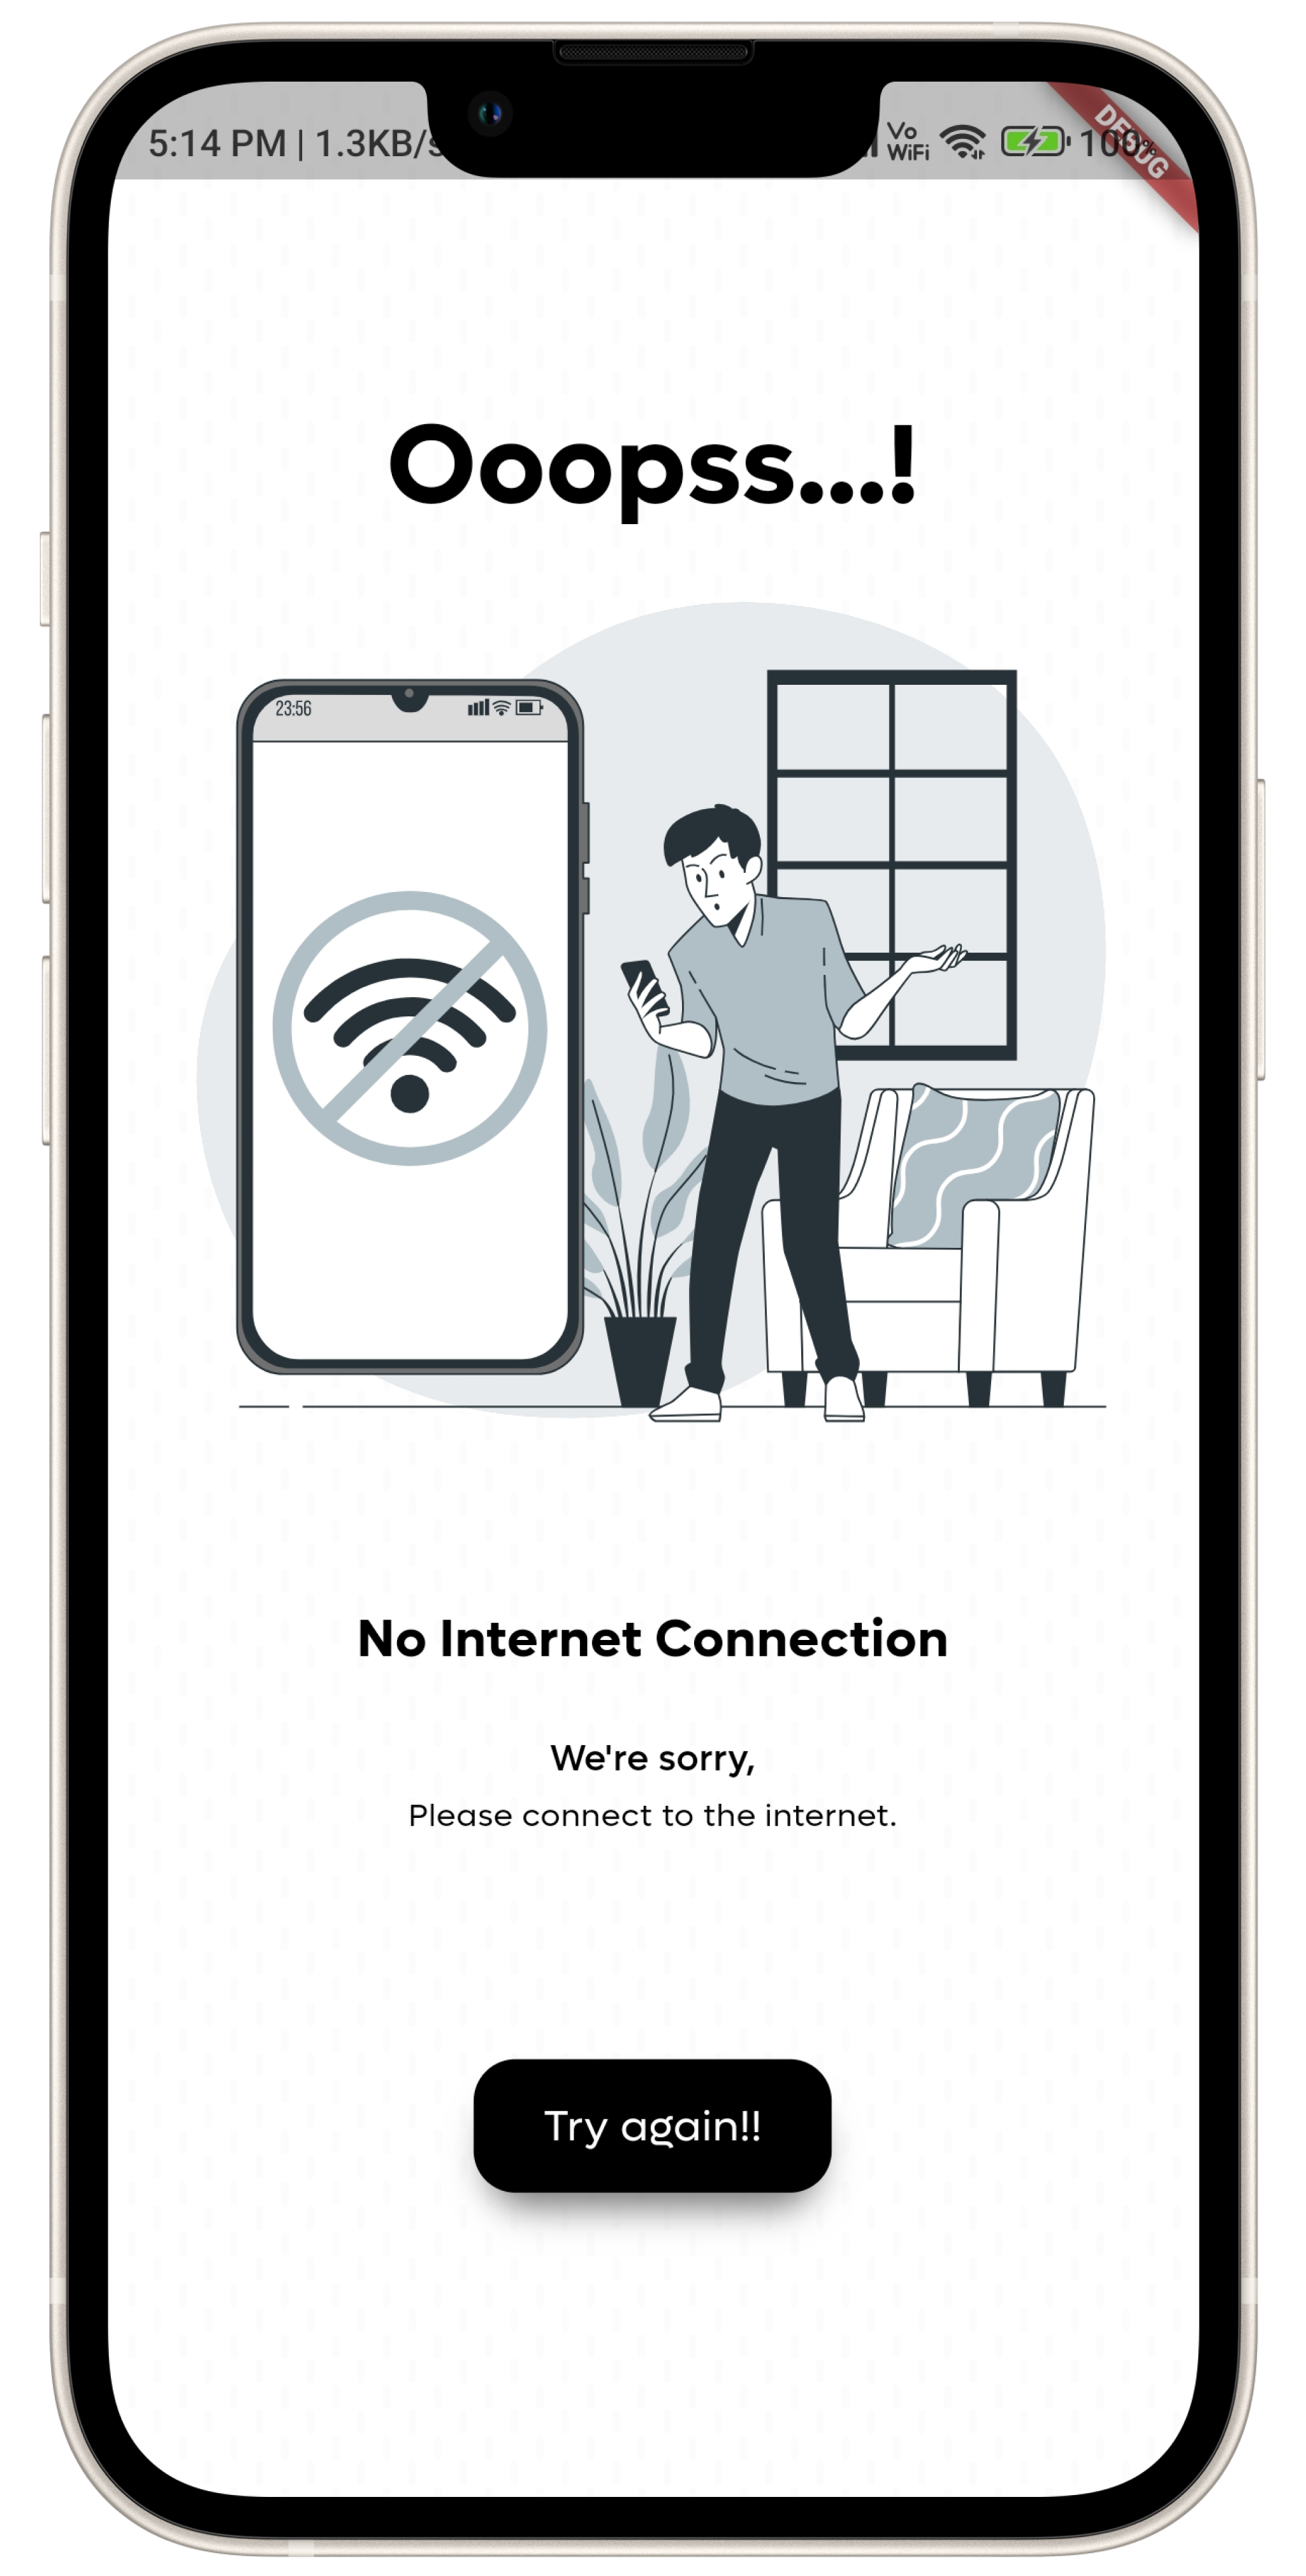 5:14 PM | 1.3KB/s
Vo
WiFi
100%
DEBUG
Ooopss...!
23:56
No Internet Connection
We're sorry,
Please connect to the internet.
Try again!!